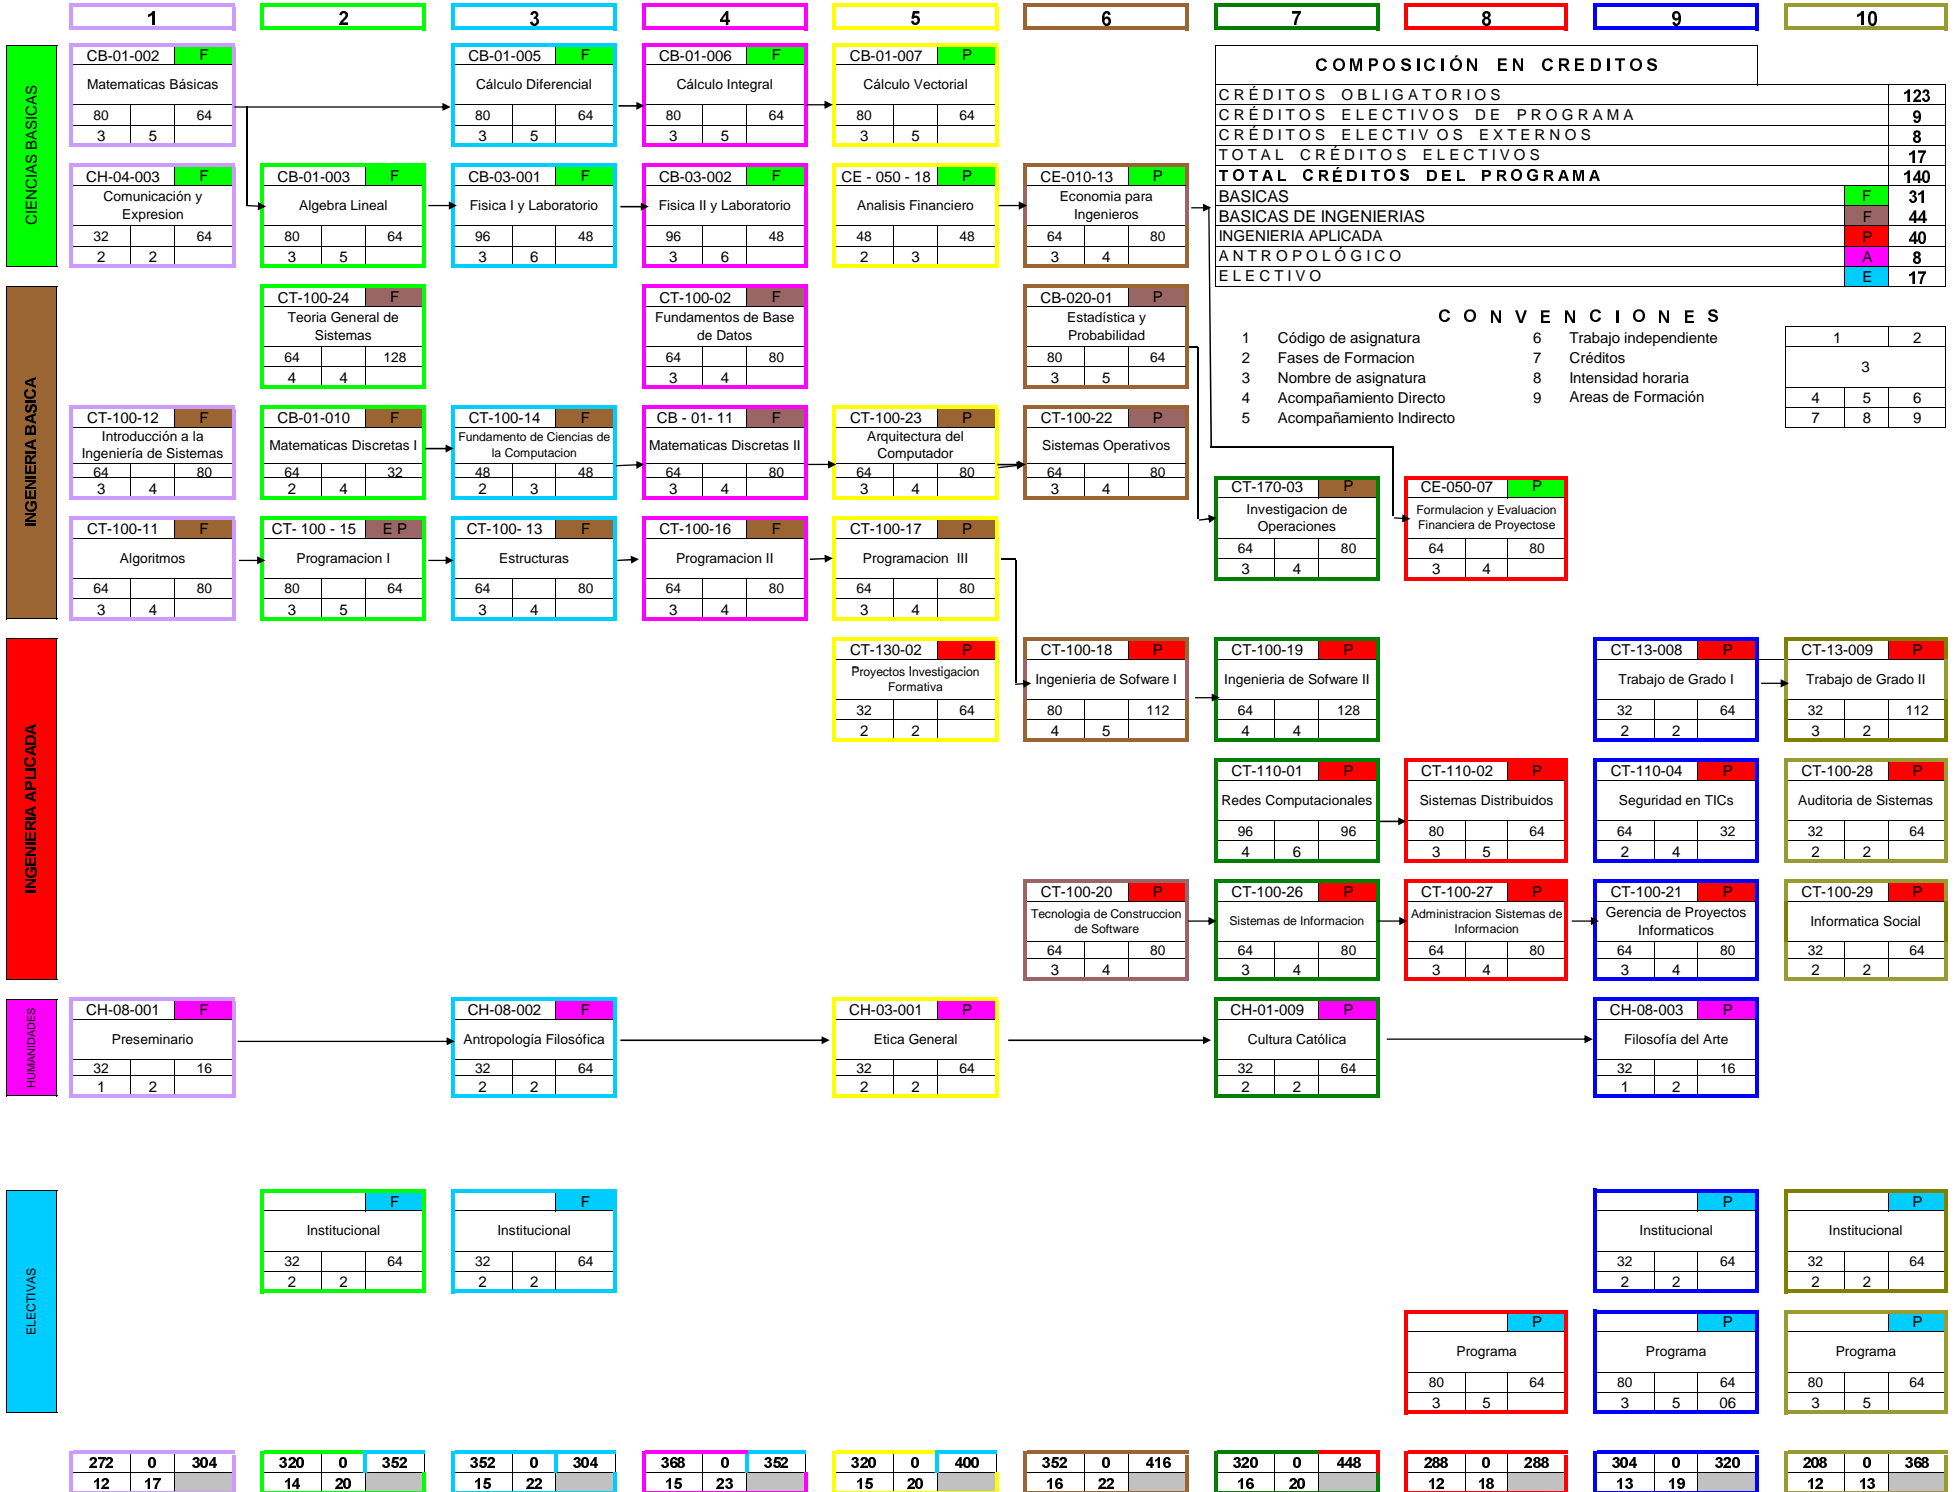 1 2 3 4 5 6 7 8 9 10
CIENCIAS BASICAS
CB-01-002 F
Matematicas Básicas
80 64
3 5
CB-01-005 F
Cálculo Diferencial
80 64
3 5
CB-01-006 F
Cálculo Integral
80 64
3 5
CB-01-007 P
Cálculo Vectorial
80 64
3 5
COMPOSICIÓN EN CREDITOS
CRÉDITOS OBLIGATORIOS 123
CRÉDITOS ELECTIVOS DE PROGRAMA 9
CRÉDITOS ELECTIVOS EXTERNOS 8
TOTAL CRÉDITOS ELECTIVOS 17
TOTAL CRÉDITOS DEL PROGRAMA 140
BASICAS F 31
BASICAS DE INGENIERIAS F 44
INGENIERIA APLICADA P 40
ANTROPOLÓGICO A 8
ELECTIVO E 17
CH-04-003 F
Comunicación y
Expresion
32 64
2 2
CB-01-003 F
Algebra Lineal
80 64
3 5
CB-03-001 F
Fisica I y Laboratorio
96 48
3 6
CB-03-002 F
Fisica II y Laboratorio
96 48
3 6
CE - 050 - 18 P
Analisis Financiero
48 48
2 3
CE-010-13 P
Economia para
Ingenieros
64 80
3 4
INGENIERIA BASICA
CT-100-24 F
Teoria General de
Sistemas
64 128
4 4
CT-100-02 F
Fundamentos de Base
de Datos
64 80
3 4
CB-020-01 P
Estadística y
Probabilidad
80 64
3 5
CONVENCIONES
1 Código de asignatura 6 Trabajo independiente
2 Fases de Formacion 7 Créditos
3 Nombre de asignatura 8 Intensidad horaria
4 Acompañamiento Directo 9 Areas de Formación
5 Acompañamiento Indirecto
1 2
3
4 5 6
7 8 9
CT-100-12 F
Introducción a la
Ingeniería de Sistemas
64 80
3 4
CB-01-010 F
Matematicas Discretas I
64 32
2 4
CT-100-14 F
Fundamento de Ciencias de
la Computacion
48 48
2 3
CB - 01- 11 F
Matematicas Discretas II
64 80
3 4
CT-100-23 P
Arquitectura del
Computador
64 80
3 4
CT-100-22 P
Sistemas Operativos
64 80
3 4
CT-170-03 P
Investigacion de
Operaciones
64 80
3 4
CE-050-07 P
Formulacion y Evaluacion
Financiera de Proyectose
64 80
3 4
CT-100-11 F
Algoritmos
64 80
3 4
CT- 100 - 15 E P
Programacion I
80 64
3 5
CT-100- 13 F
Estructuras
64 80
3 4
CT-100-16 F
Programacion II
64 80
3 4
CT-100-17 P
Programacion III
64 80
3 4
INGENIERIA APLICADA
CT-130-02 P
Proyectos Investigacion
Formativa
32 64
2 2
CT-100-18 P
Ingenieria de Sofware I
80 112
4 5
CT-100-19 P
Ingenieria de Sofware II
64 128
4 4
CT-13-008 P
Trabajo de Grado I
32 64
2 2
CT-13-009 P
Trabajo de Grado II
32 112
3 2
CT-110-01 P
Redes Computacionales
96 96
4 6
CT-110-02 P
Sistemas Distribuidos
80 64
3 5
CT-110-04 P
Seguridad en TICs
64 32
2 4
CT-100-28 P
Auditoria de Sistemas
32 64
2 2
CT-100-20 P
Tecnologia de Construccion
de Software
64 80
3 4
CT-100-26 P
Sistemas de Informacion
64 80
3 4
CT-100-27 P
Administracion Sistemas de
Informacion
64 80
3 4
CT-100-21 P
Gerencia de Proyectos
Informaticos
64 80
3 4
CT-100-29 P
Informatica Social
32 64
2 2
HUMANIDADES
CH-08-001 F
Preseminario
32 16
1 2
CH-08-002 F
Antropología Filosófica
32 64
2 2
CH-03-001 P
Etica General
32 64
2 2
CH-01-009 P
Cultura Católica
32 64
2 2
CH-08-003 P
Filosofía del Arte
32 16
1 2
ELECTIVAS
F
Institucional
32 64
2 2
F
Institucional
32 64
2 2
P
Institucional
32 64
2 2
P
Institucional
32 64
2 2
P
Programa
80 64
3 5
P
Programa
80 64
3 5 06
P
Programa
80 64
3 5
272 0 304 320 0 352 352 0 304 368 0 352 320 0 400 352 0 416 320 0 448 288 0 288 304 0 320 208 0 368
12 17 14 20 15 22 15 23 15 20 16 22 16 20 12 18 13 19 12 13